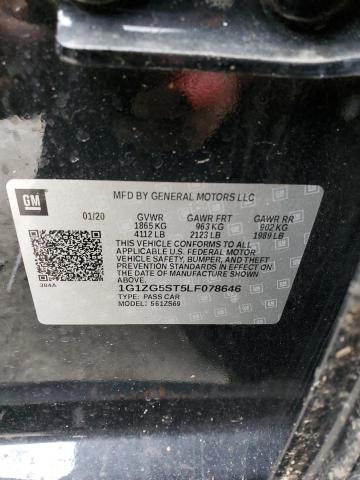 GM
MFD BY GENERAL MOTORS LLC
01/20 GVWR GAWR FRT GAWR RR
1865 KG 963 KG 902 KG
4112 LB 2123 LB 1989 LB
THIS VEHICLE CONFORMS TO ALL
APPLICABLE U.S. FEDERAL MOTOR
VEHICLE SAFETY, BUMPER, AND THEFT
PREVENTION STANDARDS IN EFFECT ON
THE DATE OF MANUFACTURE SHOWN ABOVE.
384A
1G1ZG5ST5LF078646
TYPE: PASS CAR
MODEL: 561ZS69